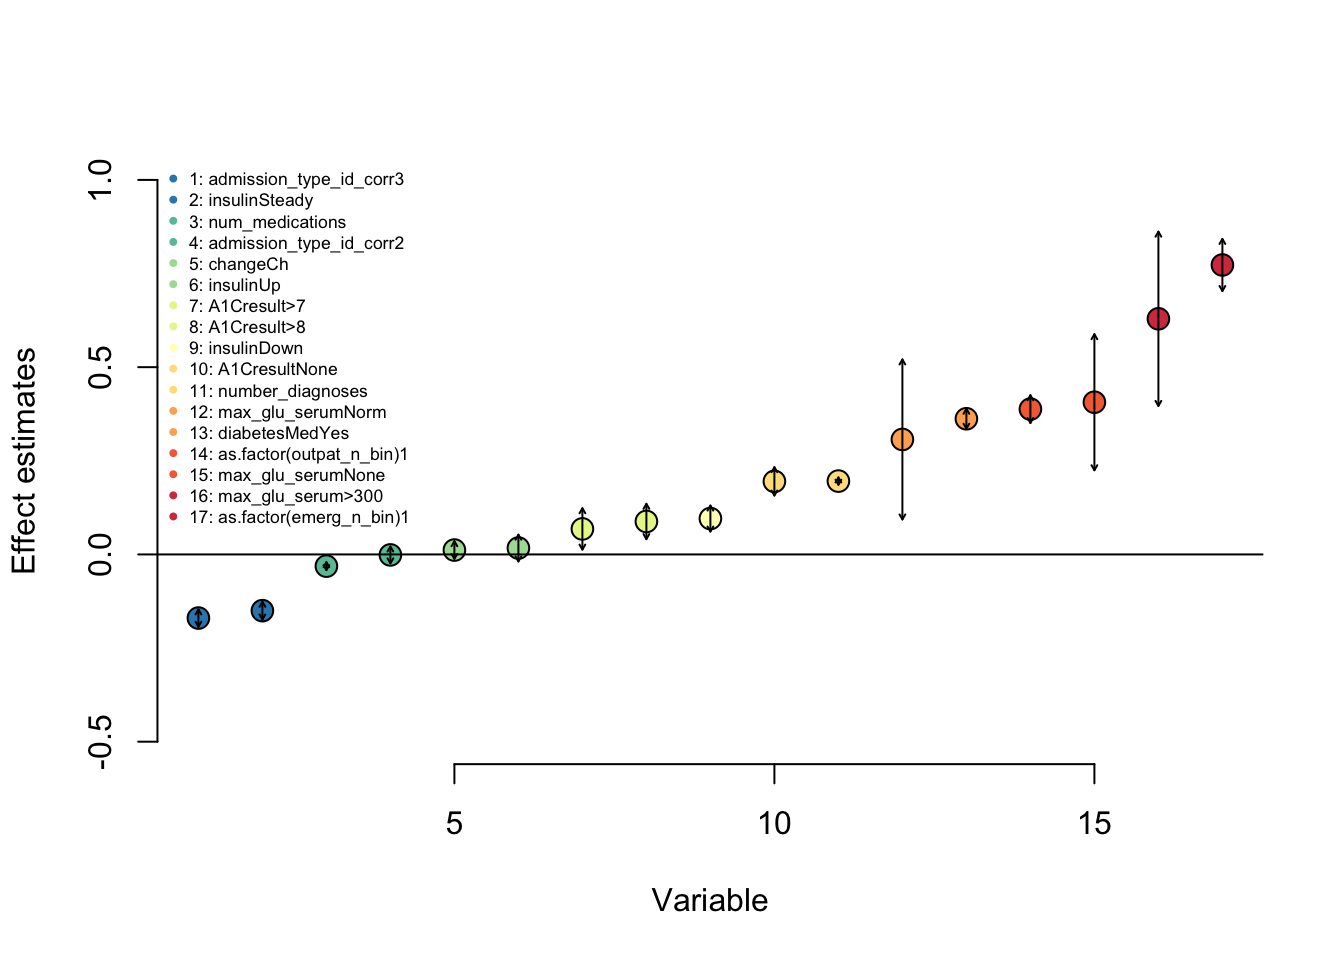 1.0
0.5
0.0
-0.5
Effect estimates
1: admission_type_id_corr3
2: insulinSteady
3: num_medications
4: admission_type_id_corr2
5: changeCh
6: insulinUp
7: A1Cresult>7
8: A1Cresult>8
9: insulinDown
10: A1CresultNone
11: number_diagnoses
12: max_glu_serumNorm
13: diabetesMedYes
14: as.factor(outpat_n_bin)1
15: max_glu_serumNone
16: max_glu_serum>300
17: as.factor(emerg_n_bin)1
5 10 15
Variable